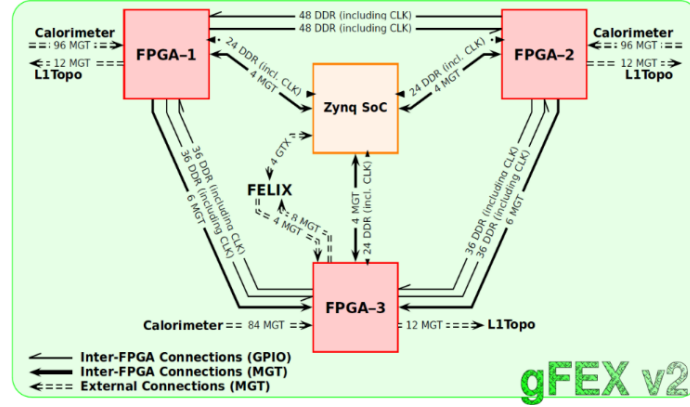 48 DDR (including CLK)
48 DDR (including CLK)
Calorimeter
96 MGT
12 MGT
L1Topo
FPGA–1
24 DDR (incl. CLK)
4 MGT
Zynq SoC
24 DDR (incl. CLK)
4 MGT
FPGA–2
Calorimeter
96 MGT
12 MGT
L1Topo
36 DDR (including CLK)
36 DDR (including CLK)
6 MGT
4 GTX
FELIX
8 MGT
4 MGT
4 MGT
24 DDR (incl. CLK)
36 DDR (including CLK)
36 DDR (including CLK)
6 MGT
FPGA–3
Calorimeter
84 MGT
12 MGT
L1Topo
Inter-FPGA Connections (GPIO)
Inter-FPGA Connections (MGT)
External Connections (MGT)
gFEX v2